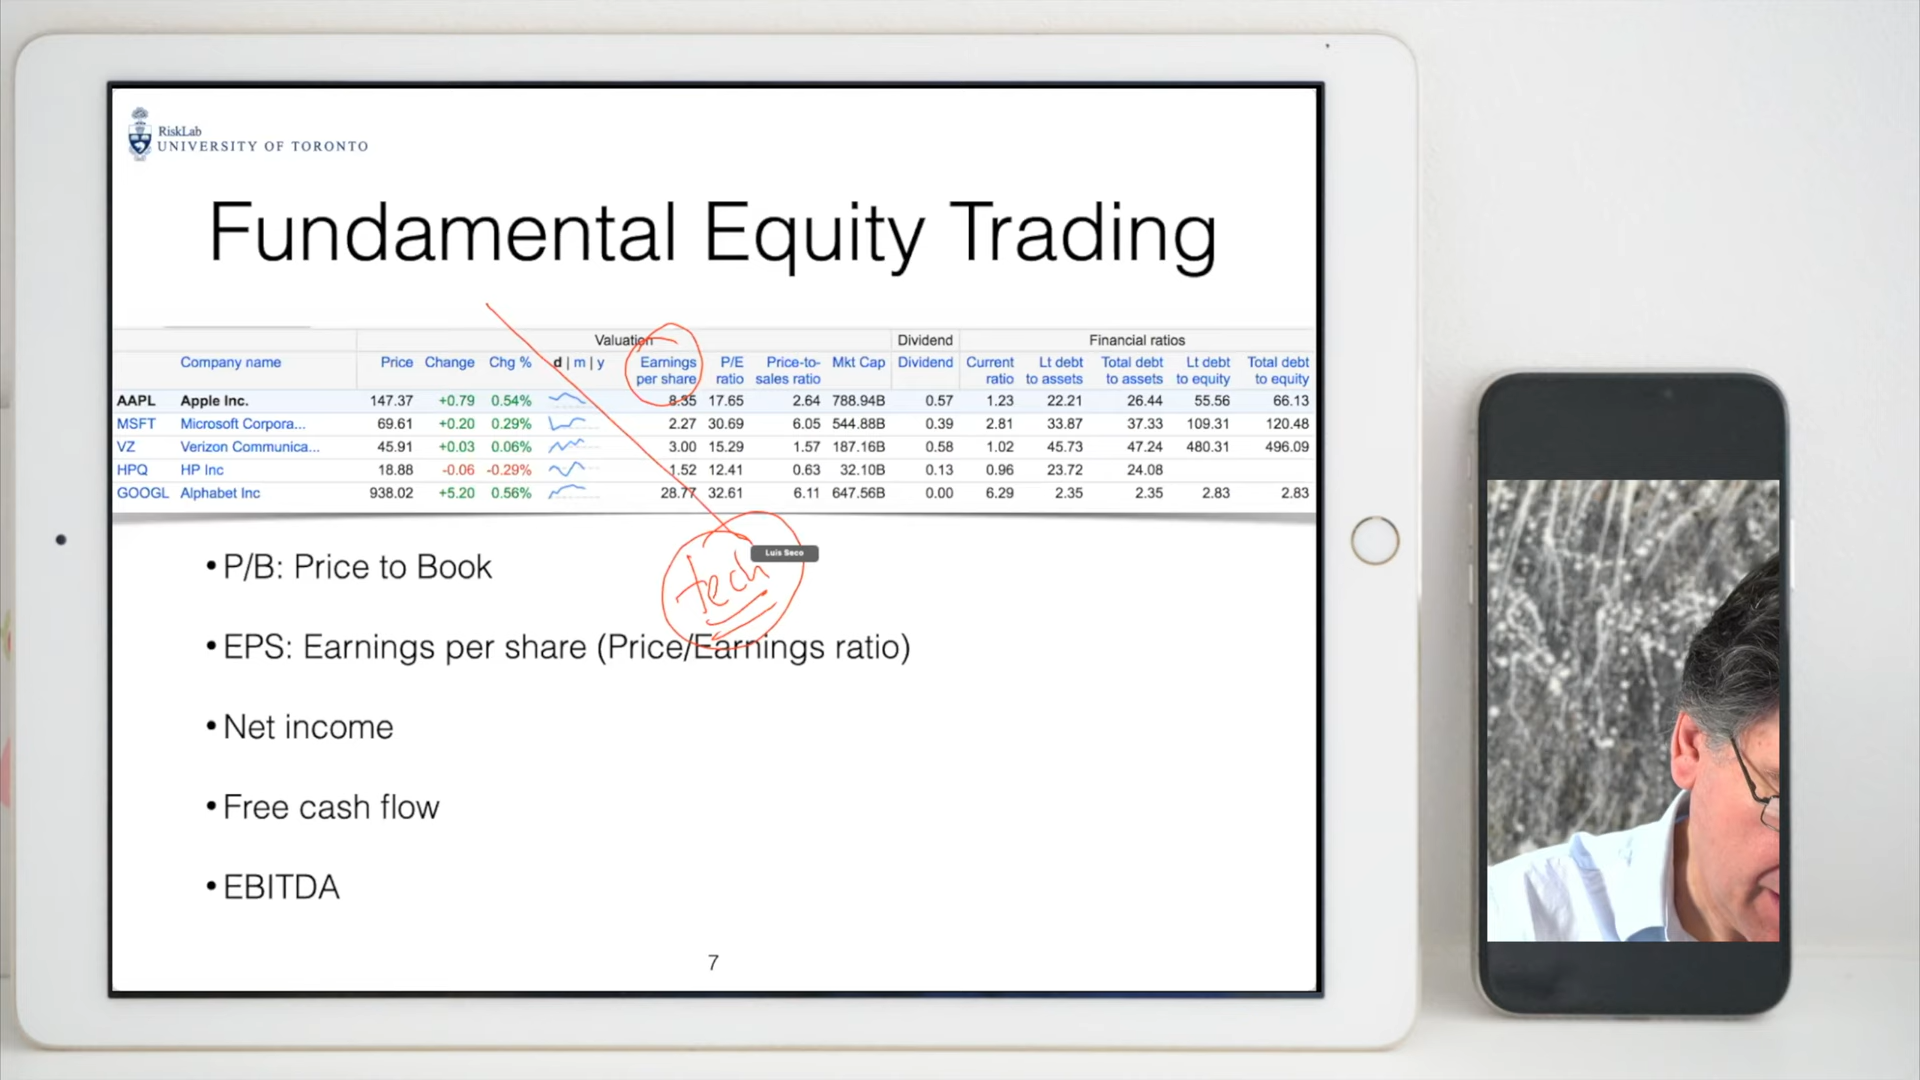 RiskLab
UNIVERSITY OF TORONTO
Fundamental Equity Trading
Valuation Dividend Financial ratios
Company name Price Change Chg % d | m | y Earnings per share P/E ratio Price-to-sales ratio Mkt Cap Dividend Current ratio Lt debt to assets Total debt to assets Lt debt to equity Total debt to equity
AAPL Apple Inc. 147.37 +0.79 0.54% 8.35 17.65 2.64 788.94B 0.57 1.23 22.21 26.44 55.56 66.13
MSFT Microsoft Corpora... 69.61 +0.20 0.29% 2.27 30.69 6.05 544.88B 0.39 2.81 33.87 37.33 109.31 120.48
VZ Verizon Communica... 45.91 +0.03 0.06% 3.00 15.29 1.57 187.16B 0.58 1.02 45.73 47.24 480.31 496.09
HPQ HP Inc 18.88 -0.06 -0.29% 1.52 12.41 0.63 32.10B 0.13 0.96 23.72 24.08
GOOGL Alphabet Inc 938.02 +5.20 0.56% 28.77 32.61 6.11 647.56B 0.00 6.29 2.35 2.35 2.83 2.83
Luis Seco
tech
• P/B: Price to Book
• EPS: Earnings per share (Price/Earnings ratio)
• Net income
• Free cash flow
• EBITDA
7